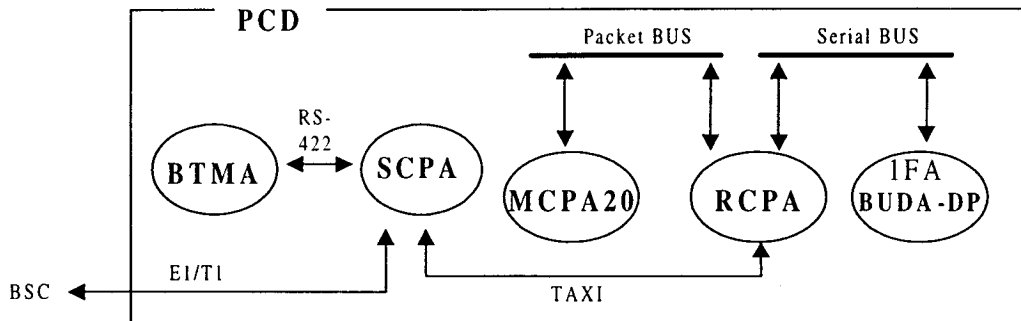 PCD
Packet BUS
Serial BUS
RS-
422
BTMA
SCPA
MCPA20
RCPA
1FA
BUDA-DP
BSC
E1/T1
TAXI